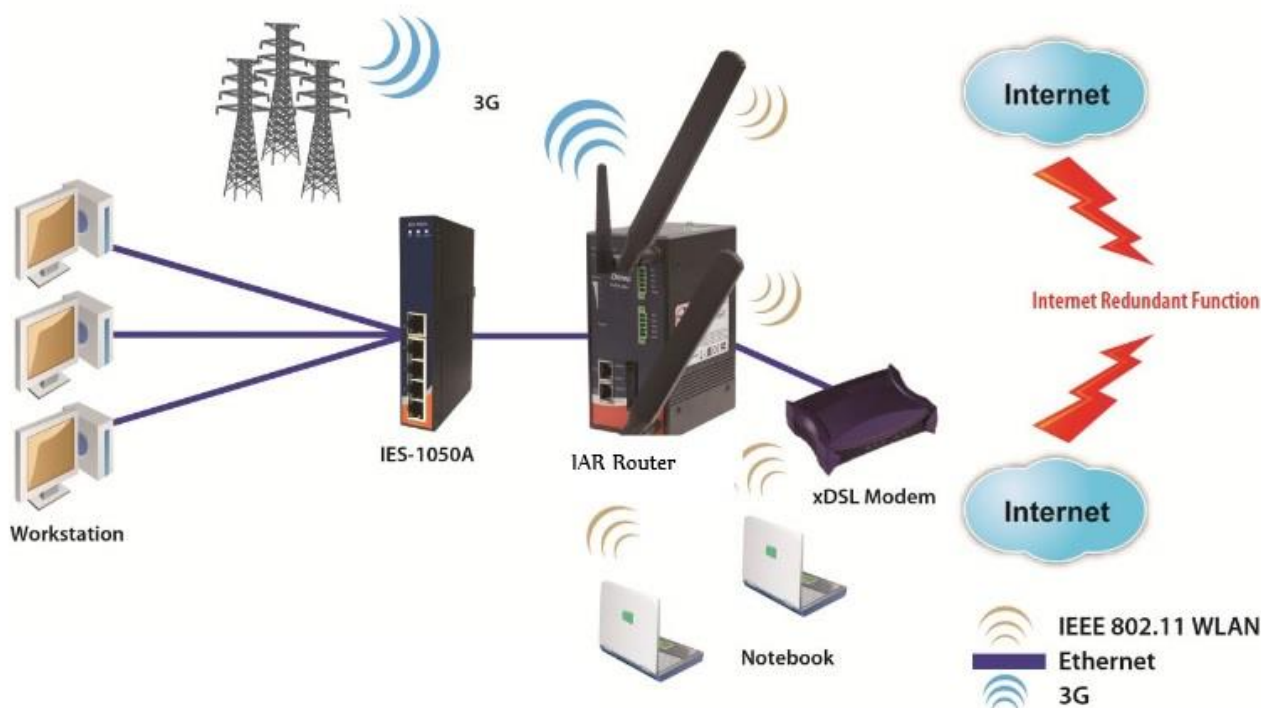 3G
Internet
Internet Redundant Function
IES-1050A
IAR Router
xDSL Modem
Workstation
Internet
Notebook
IEEE 802.11 WLAN
Ethernet
3G